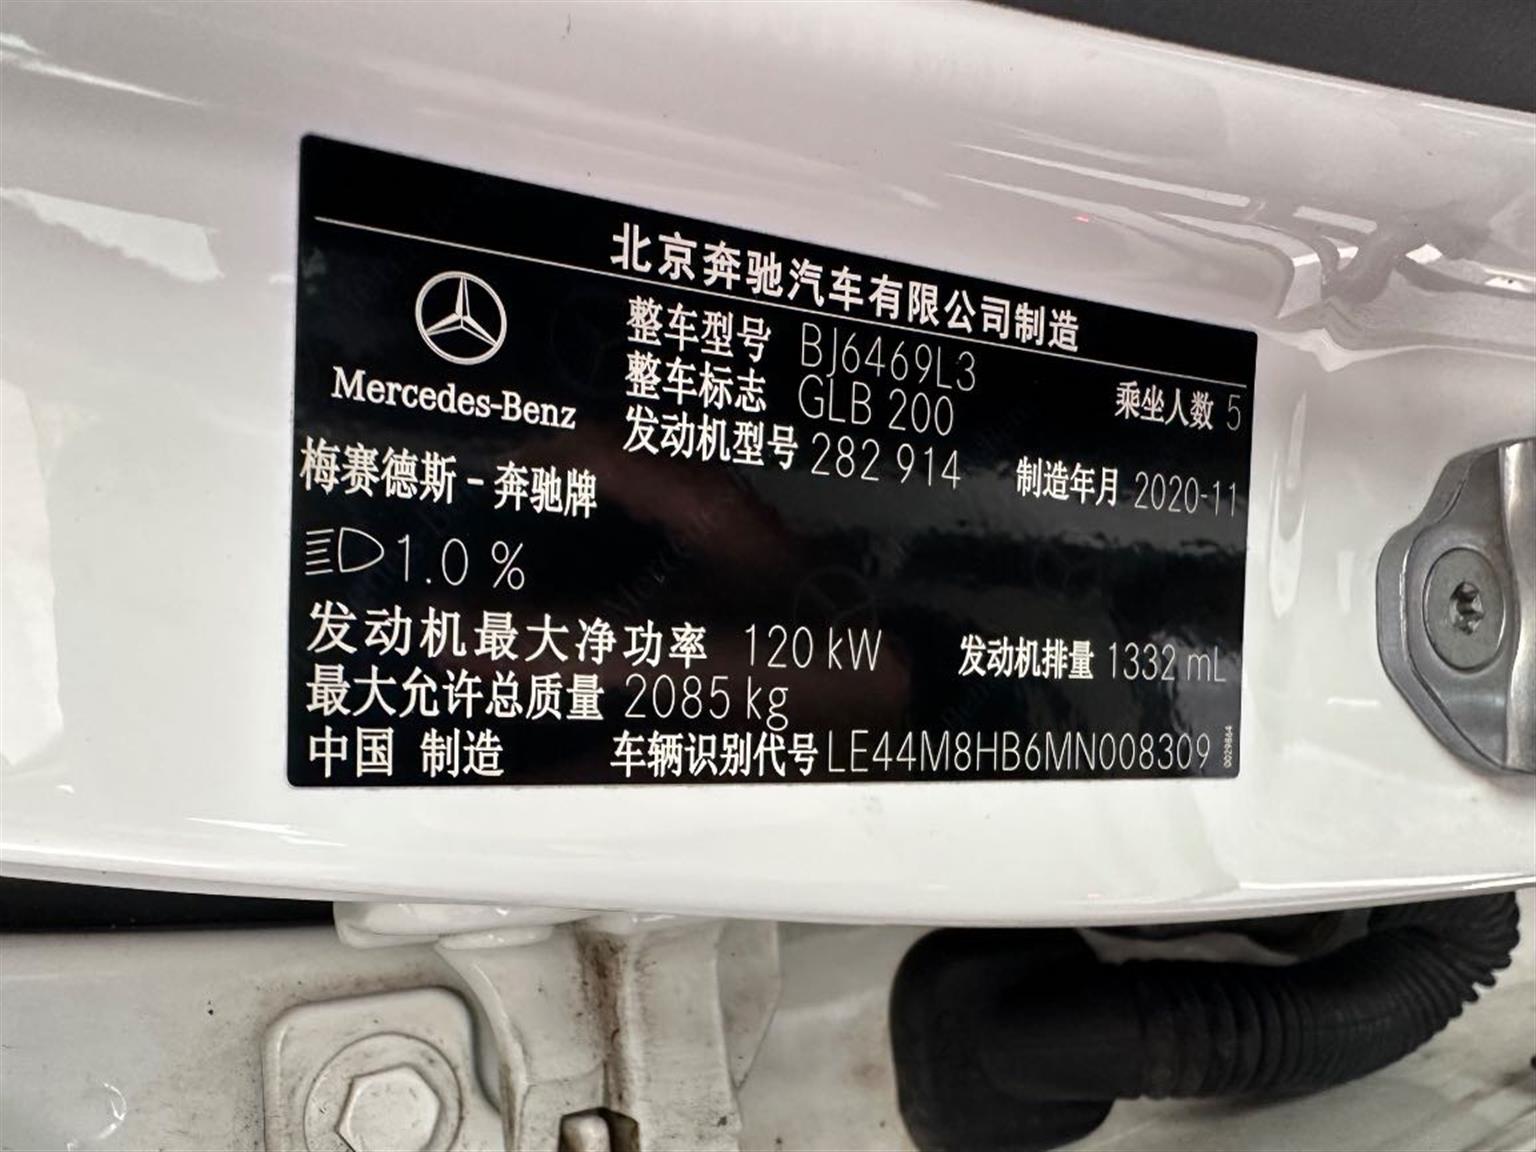 北京奔驰汽车有限公司制造
Mercedes-Benz
梅赛德斯-奔驰牌
整车型号 BJ6469L3
整车标志 GLB 200
乘坐人数 5
发动机型号 282 914
制造年月 2020-11
1.0 %
发动机最大净功率 120 kW
发动机排量 1332 mL
最大允许总质量 2085 kg
中国 制造
车辆识别代号 LE44M8HB6MN008309
0029864